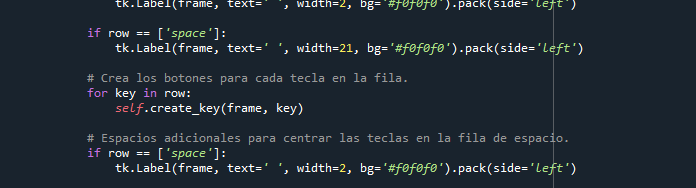 tk.Label(frame, text=' ', width=2, bg='#f0f0f0').pack(side='left')
if row == ['space']:
tk.Label(frame, text=' ', width=21, bg='#f0f0f0').pack(side='left')
# Crea los botones para cada tecla en la fila.
for key in row:
self.create_key(frame, key)
# Espacios adicionales para centrar las teclas en la fila de espacio.
if row == ['space']:
tk.Label(frame, text=' ', width=2, bg='#f0f0f0').pack(side='left')